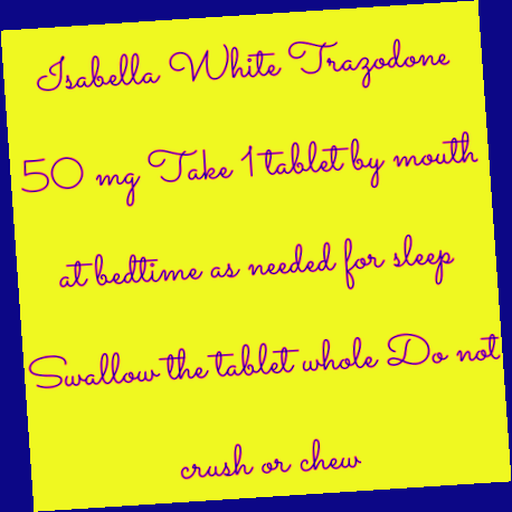 Isabella White Trazodone
50 mg Take 1 tablet by mouth
at bedtime as needed for sleep
Swallow the tablet whole Do not
crush or chew